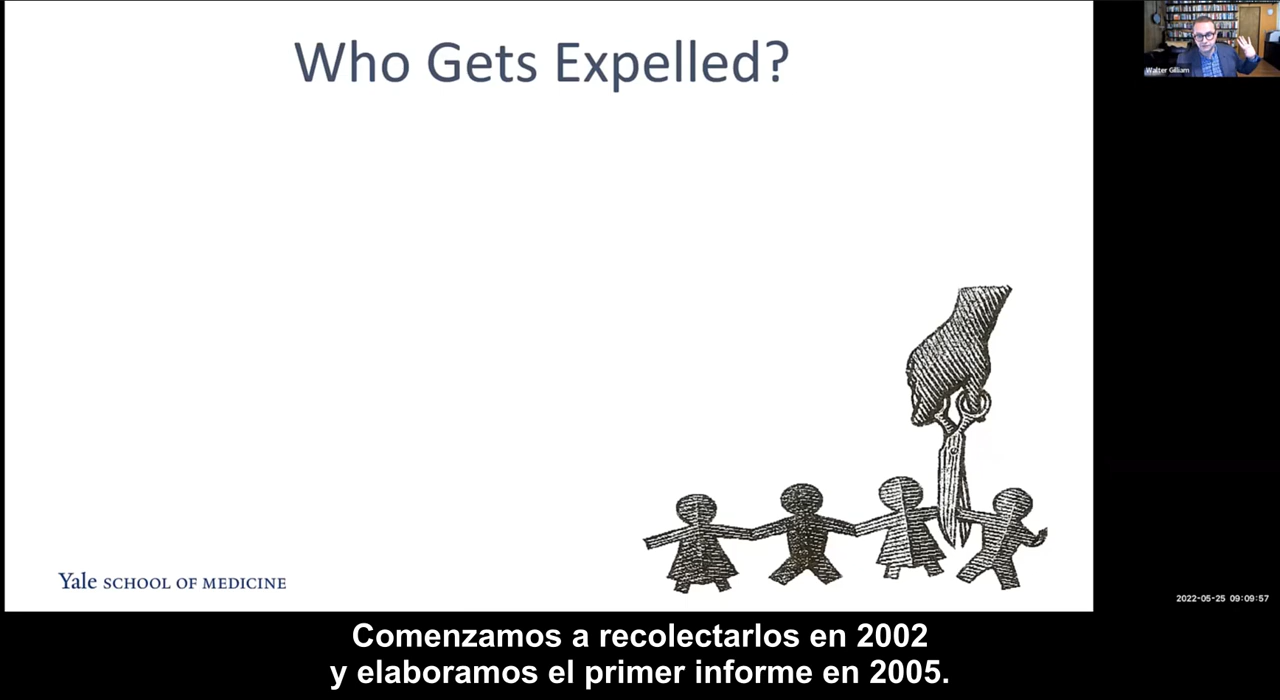 Who Gets Expelled?
Walter Gilliam
Yale SCHOOL OF MEDICINE
2022-05-25 09:09:57
Comenzamos a recolectarlos en 2002
y elaboramos el primer informe en 2005.